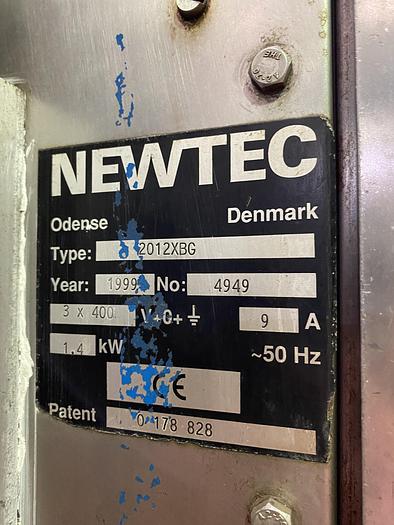 NEWTEC
Odense Denmark
Type: 2012XBG
Year: 1999 No: 4949
3 x 400 V+0+⏚ 9 A
1,4 kW ~50 Hz
CE
Patent 0 178 828